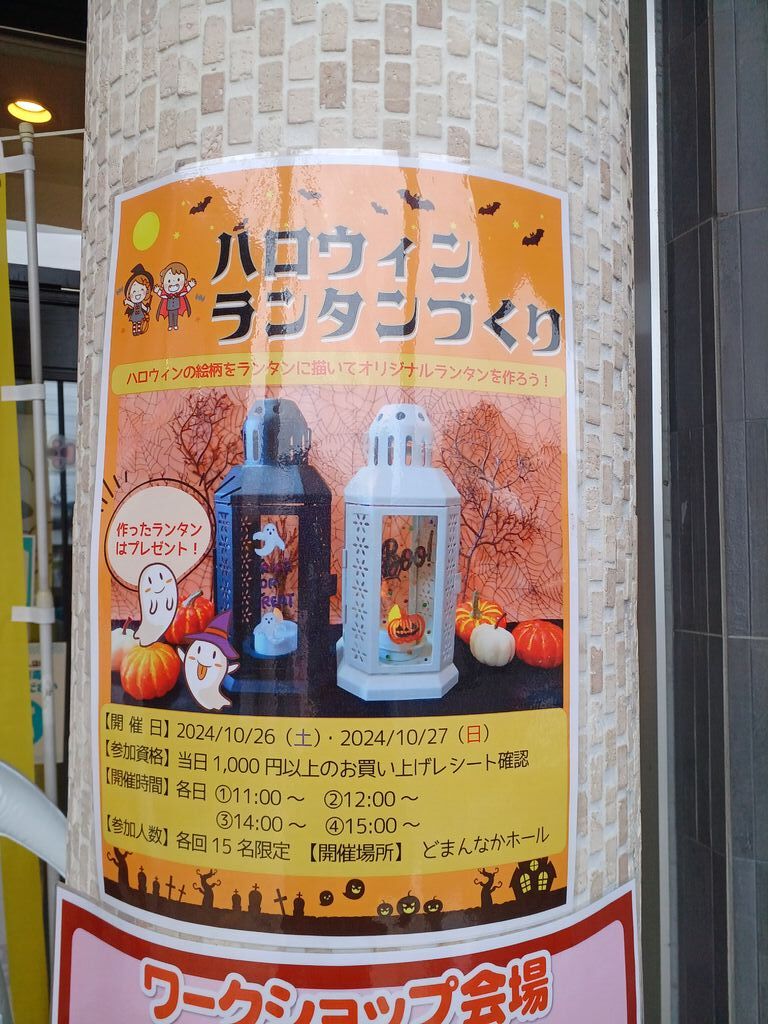 ハロウィン
ランタンづくり
ハロウィンの絵柄をランタンに描いてオリジナルランタンを作ろう！
作ったランタン
はプレゼント！
OR
TREAT
Boo!
【開 催 日】2024/10/26（土）・2024/10/27（日）
【参加資格】当日1,000円以上のお買い上げレシート確認
【開催時間】各日 ①11:00～ ②12:00～
③14:00～ ④15:00～
【参加人数】各回15名限定 【開催場所】 どまんなかホール
ワークショップ会場